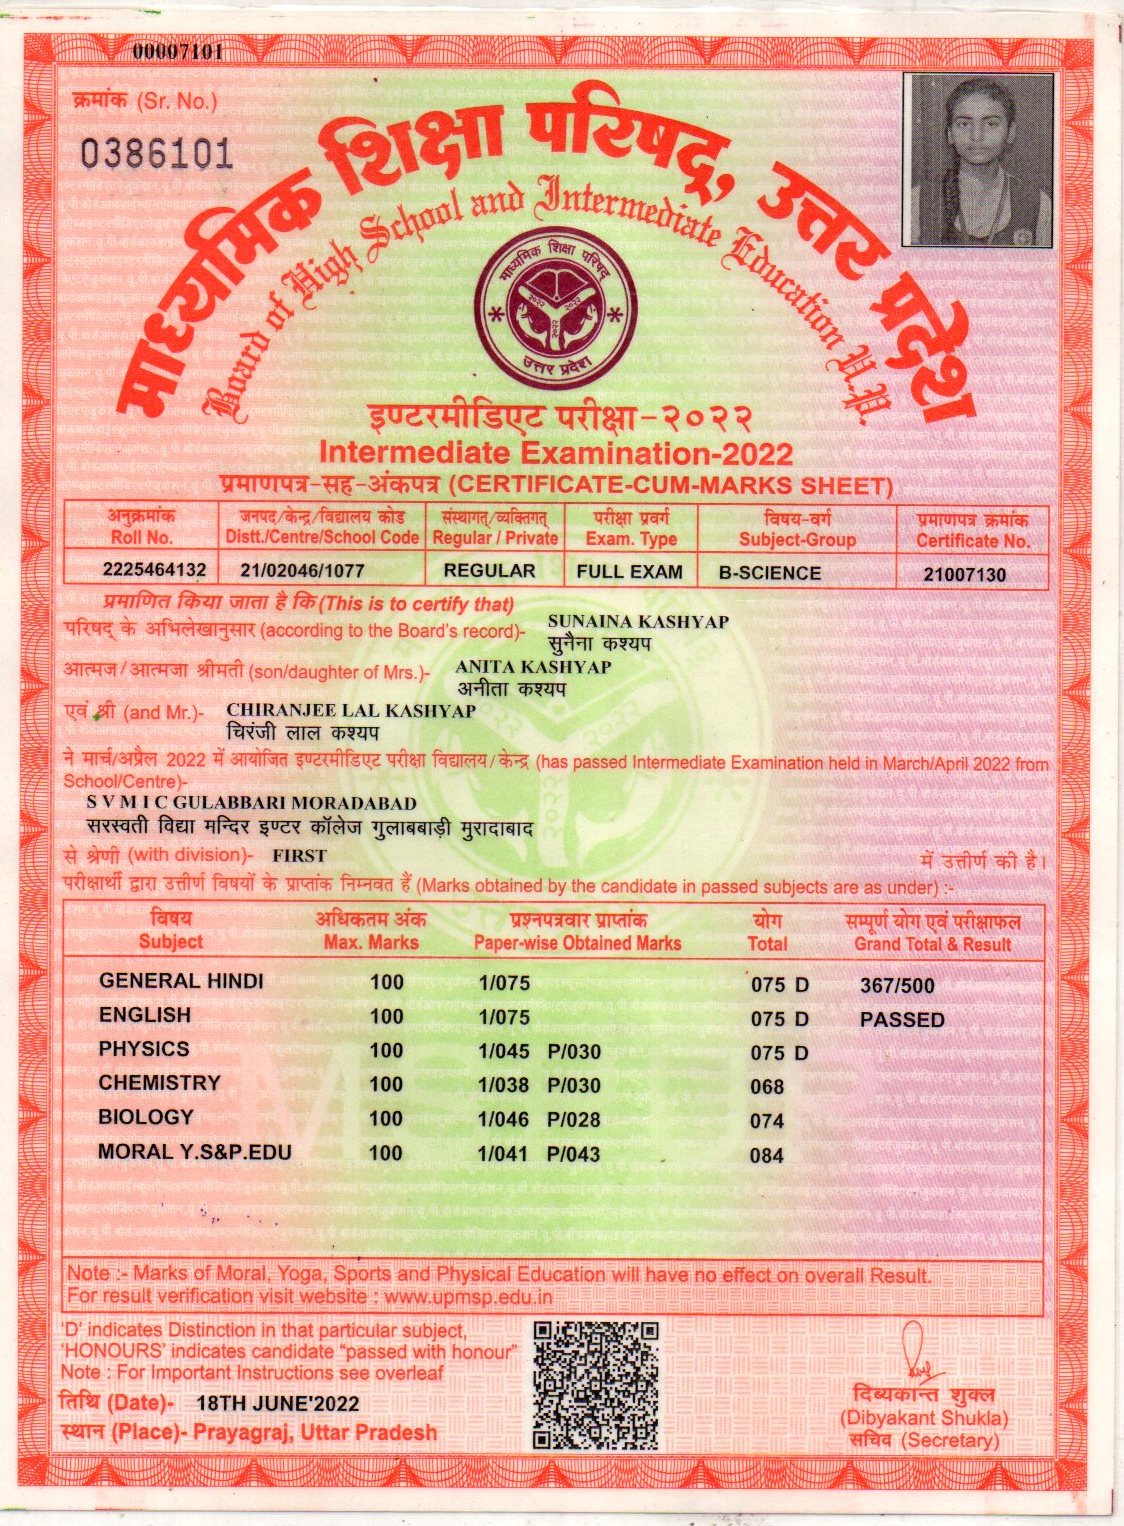 00007101
क्रमांक (Sr. No.)
0386101
माध्यमिक शिक्षा परिषद्, उत्तर प्रदेश
Board of High School and Intermediate Education U.P.
माध्यमिक शिक्षा परिषद्
२०२२ २०२२
२०२२
उत्तर प्रदेश
इण्टरमीडिएट परीक्षा-२०२२
Intermediate Examination-2022
प्रमाणपत्र-सह-अंकपत्र (CERTIFICATE-CUM-MARKS SHEET)
अनुक्रमांक जनपद/केन्द्र/विद्यालय कोड संस्थागत्/व्यक्तिगत् परीक्षा प्रवर्ग विषय-वर्ग प्रमाणपत्र क्रमांक
Roll No. Distt./Centre/School Code Regular / Private Exam. Type Subject-Group Certificate No.
2225464132 21/02046/1077 REGULAR FULL EXAM B-SCIENCE 21007130
प्रमाणित किया जाता है कि (This is to certify that)
परिषद् के अभिलेखानुसार (according to the Board's record)- SUNAINA KASHYAP
सुनैना कश्यप
आत्मज/आत्मजा श्रीमती (son/daughter of Mrs.)- ANITA KASHYAP
अनीता कश्यप
एवं श्री (and Mr.)- CHIRANJEE LAL KASHYAP
चिरंजी लाल कश्यप
ने मार्च/अप्रैल 2022 में आयोजित इण्टरमीडिएट परीक्षा विद्यालय/केन्द्र (has passed Intermediate Examination held in March/April 2022 from
School/Centre)-
S V M I C GULABBARI MORADABAD
सरस्वती विद्या मन्दिर इण्टर कॉलेज गुलाबबाड़ी मुरादाबाद
से श्रेणी (with division)- FIRST में उत्तीर्ण की है।
परीक्षार्थी द्वारा उत्तीर्ण विषयों के प्राप्तांक निम्नवत हैं (Marks obtained by the candidate in passed subjects are as under) :-
विषय अधिकतम अंक प्रश्नपत्रवार प्राप्तांक योग सम्पूर्ण योग एवं परीक्षाफल
Subject Max. Marks Paper-wise Obtained Marks Total Grand Total & Result
GENERAL HINDI 100 1/075 075 D 367/500
ENGLISH 100 1/075 075 D PASSED
PHYSICS 100 1/045 P/030 075 D
CHEMISTRY 100 1/038 P/030 068
BIOLOGY 100 1/046 P/028 074
MORAL Y.S&P.EDU 100 1/041 P/043 084
Note :- Marks of Moral, Yoga, Sports and Physical Education will have no effect on overall Result.
For result verification visit website : www.upmsp.edu.in
'D' indicates Distinction in that particular subject,
'HONOURS' indicates candidate "passed with honour"
Note : For Important Instructions see overleaf
तिथि (Date)- 18TH JUNE'2022
स्थान (Place)- Prayagraj, Uttar Pradesh
दिब्यकान्त शुक्ल
(Dibyakant Shukla)
सचिव (Secretary)